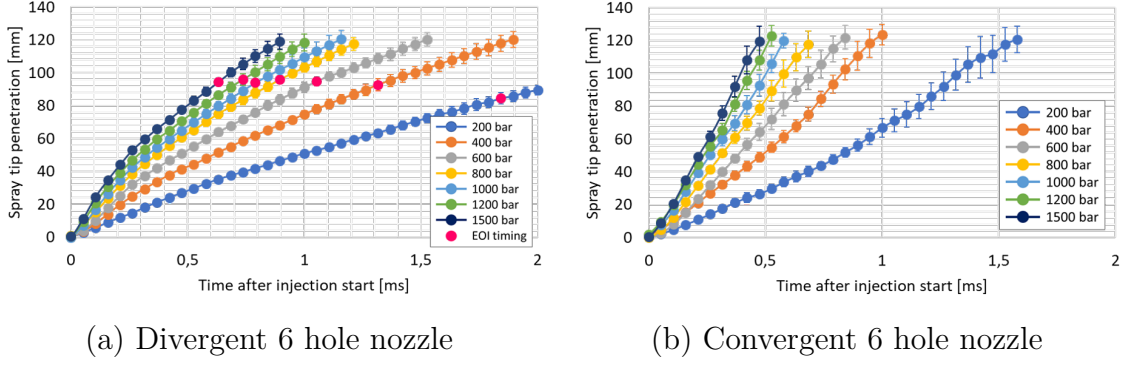 Spray tip penetration [mm]
140
120
100
80
60
40
20
0
0
0,5
1
1,5
2
Time after injection start [ms]
200 bar
400 bar
600 bar
800 bar
1000 bar
1200 bar
1500 bar
EOI timing
(a) Divergent 6 hole nozzle
Spray tip penetration [mm]
140
120
100
80
60
40
20
0
0
0,5
1
1,5
2
Time after injection start [ms]
200 bar
400 bar
600 bar
800 bar
1000 bar
1200 bar
1500 bar
(b) Convergent 6 hole nozzle